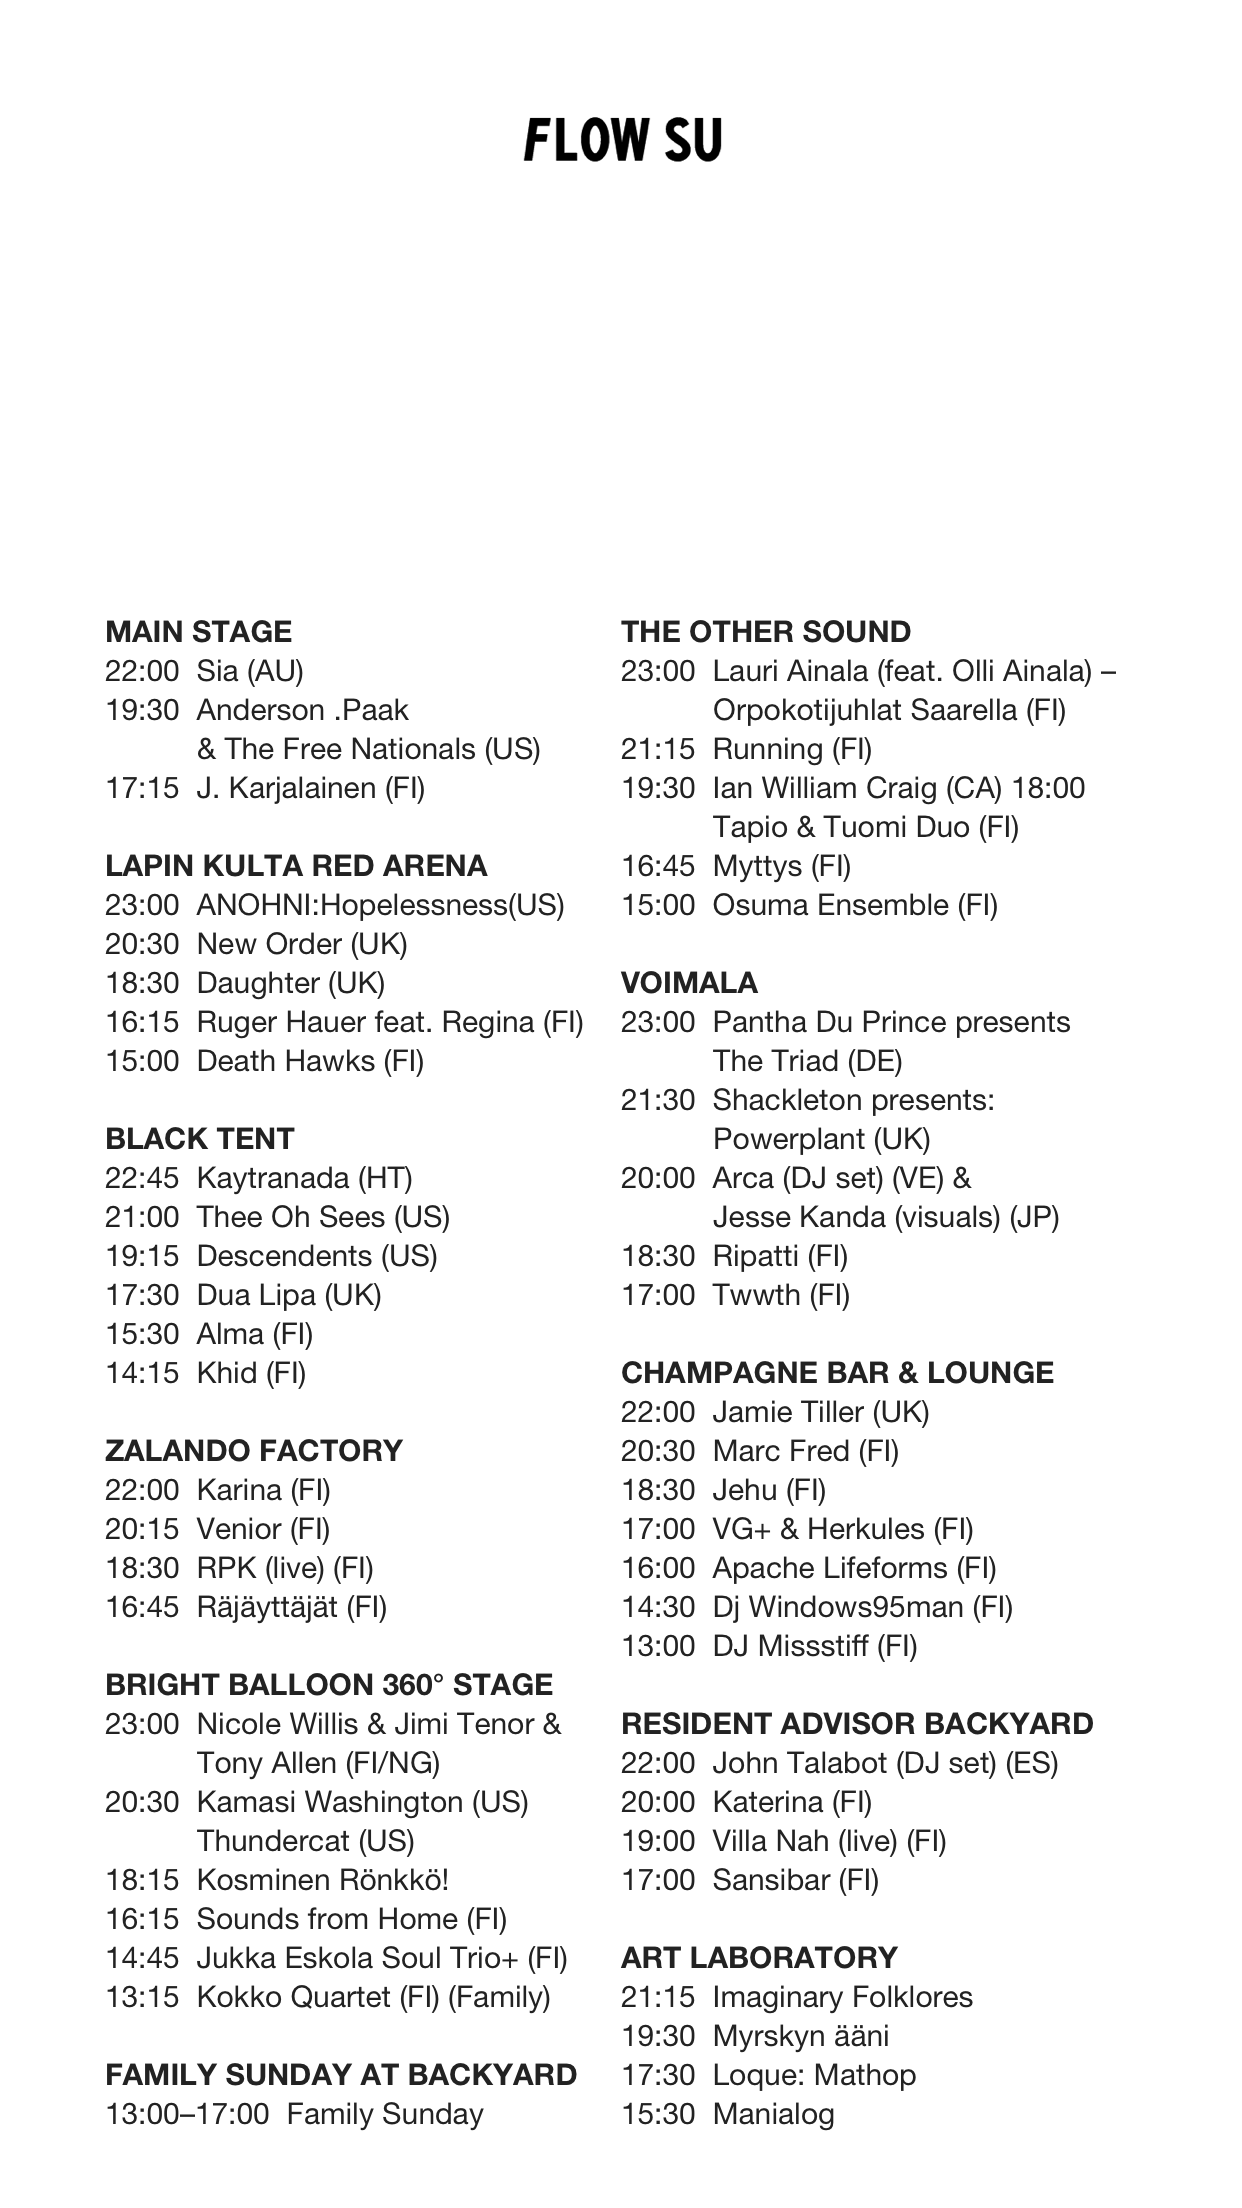 FLOW SU
MAIN STAGE
22:00 Sia (AU)
19:30 Anderson .Paak
& The Free Nationals (US)
17:15 J. Karjalainen (FI)
LAPIN KULTA RED ARENA
23:00 ANOHNI:Hopelessness(US)
20:30 New Order (UK)
18:30 Daughter (UK)
16:15 Ruger Hauer feat. Regina (FI)
15:00 Death Hawks (FI)
BLACK TENT
22:45 Kaytranada (HT)
21:00 Thee Oh Sees (US)
19:15 Descendents (US)
17:30 Dua Lipa (UK)
15:30 Alma (FI)
14:15 Khid (FI)
ZALANDO FACTORY
22:00 Karina (FI)
20:15 Venior (FI)
18:30 RPK (live) (FI)
16:45 Räjäyttäjät (FI)
BRIGHT BALLOON 360° STAGE
23:00 Nicole Willis & Jimi Tenor &
Tony Allen (FI/NG)
20:30 Kamasi Washington (US)
Thundercat (US)
18:15 Kosminen Rönkkö!
16:15 Sounds from Home (FI)
14:45 Jukka Eskola Soul Trio+ (FI)
13:15 Kokko Quartet (FI) (Family)
FAMILY SUNDAY AT BACKYARD
13:00–17:00 Family Sunday
THE OTHER SOUND
23:00 Lauri Ainala (feat. Olli Ainala) –
Orpokotijuhlat Saarella (FI)
21:15 Running (FI)
19:30 Ian William Craig (CA) 18:00
Tapio & Tuomi Duo (FI)
16:45 Myttys (FI)
15:00 Osuma Ensemble (FI)
VOIMALA
23:00 Pantha Du Prince presents
The Triad (DE)
21:30 Shackleton presents:
Powerplant (UK)
20:00 Arca (DJ set) (VE) &
Jesse Kanda (visuals) (JP)
18:30 Ripatti (FI)
17:00 Twwth (FI)
CHAMPAGNE BAR & LOUNGE
22:00 Jamie Tiller (UK)
20:30 Marc Fred (FI)
18:30 Jehu (FI)
17:00 VG+ & Herkules (FI)
16:00 Apache Lifeforms (FI)
14:30 Dj Windows95man (FI)
13:00 DJ Missstiff (FI)
RESIDENT ADVISOR BACKYARD
22:00 John Talabot (DJ set) (ES)
20:00 Katerina (FI)
19:00 Villa Nah (live) (FI)
17:00 Sansibar (FI)
ART LABORATORY
21:15 Imaginary Folklores
19:30 Myrskyn ääni
17:30 Loque: Mathop
15:30 Manialog